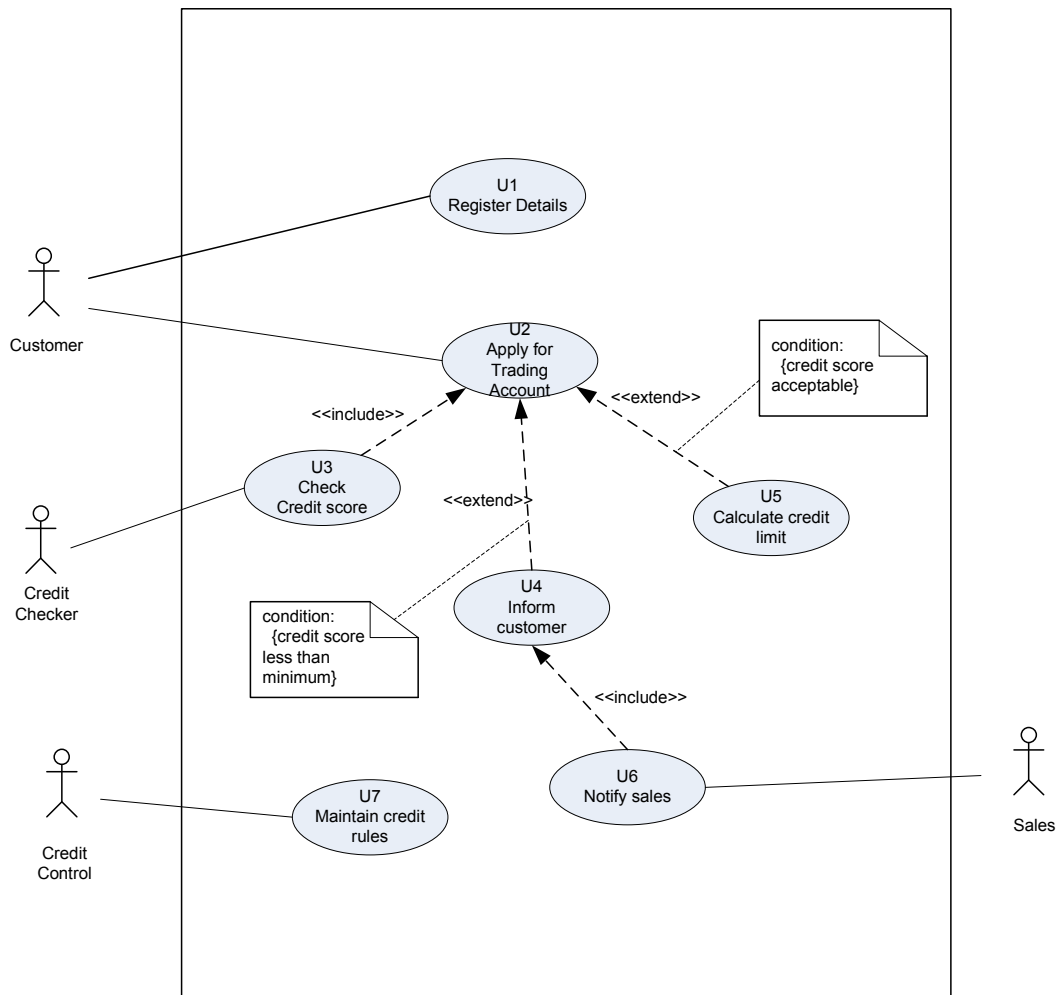 U1
Register Details
Customer
U2
Apply for
Trading
Account
condition:
{credit score
acceptable}
<<include>>
<<extend>>
U3
Check
Credit score
<<extend>>
U5
Calculate credit
limit
Credit
Checker
U4
Inform
customer
condition:
{credit score
less than
minimum}
<<include>>
U6
Notify sales
U7
Maintain credit
rules
Sales
Credit
Control